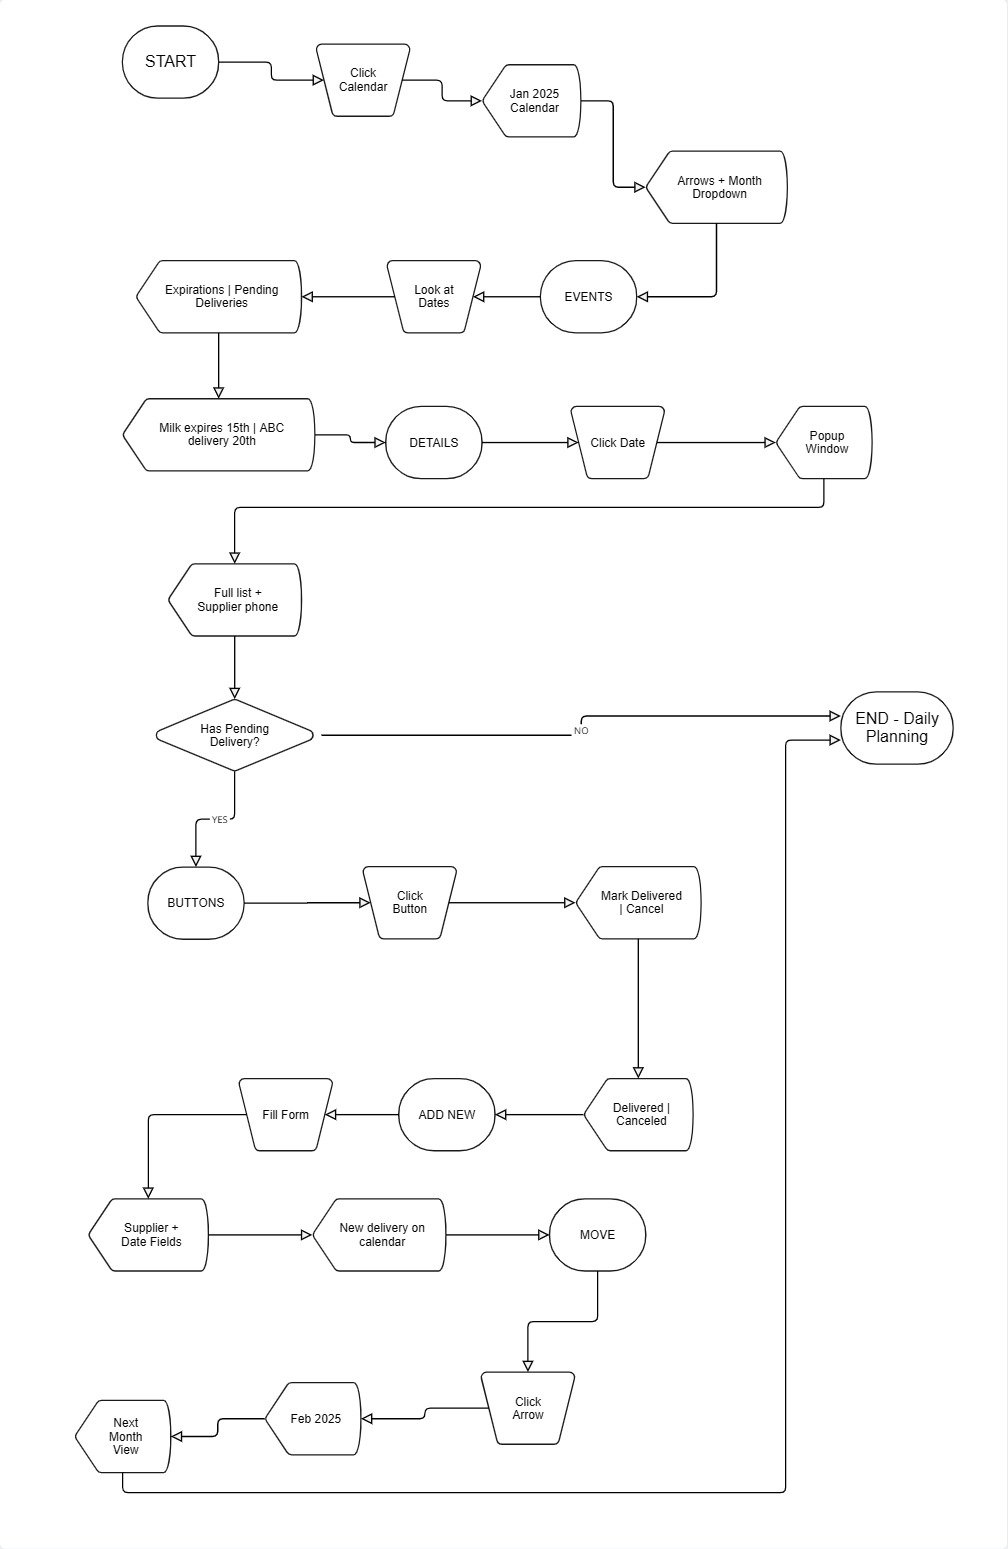 START
Click
Calendar
Jan 2025
Calendar
Arrows + Month
Dropdown
EVENTS
Look at
Dates
Expirations | Pending
Deliveries
Milk expires 15th | ABC
delivery 20th
DETAILS
Click Date
Popup
Window
Full list +
Supplier phone
Has Pending
Delivery?
NO
END - Daily
Planning
YES
BUTTONS
Click
Button
Mark Delivered
| Cancel
Delivered |
Canceled
ADD NEW
Fill Form
Supplier +
Date Fields
New delivery on
calendar
MOVE
Click
Arrow
Feb 2025
Next
Month
View